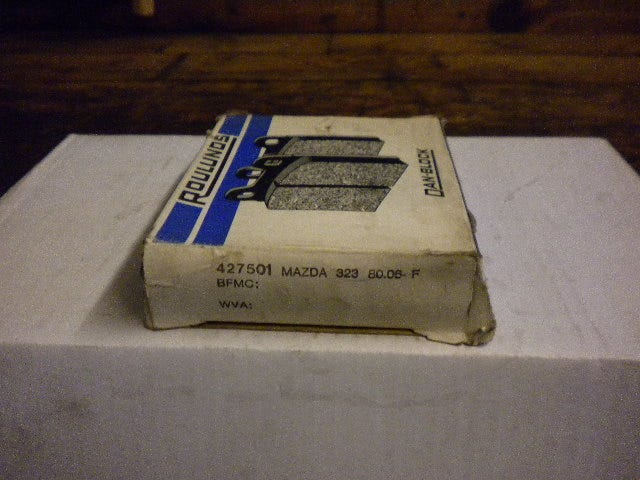 ROULUNDS
DAN-BLOCK
427501 MAZDA 323 80.06- F
BFMC:
WVA: